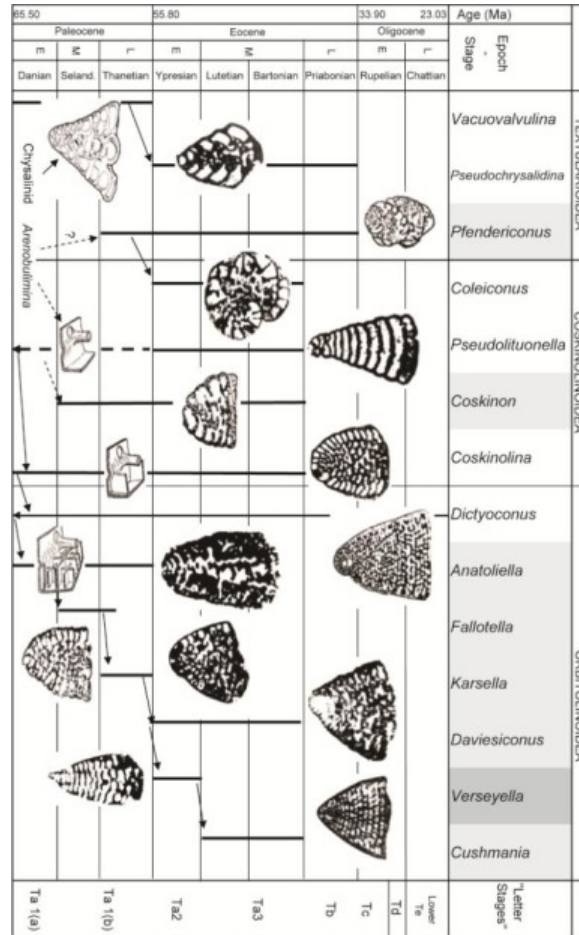 65.50 55.80 33.90 23.03 Age (Ma)
Paleocene Eocene Oligocene Epoch
E M L E M L E L
Stage
Danian Seland. Thanetian Ypresian Lutetian Bartonian Priabonian Rupelian Chattian
Vacuovalvulina
Chysalinid
Pseudochrysalidina
Pfendericonus
?
Arenobulimina
Coleiconus
Pseudolituonella
Coskinon
Coskinolina
Dictyoconus
Anatoliella
Fallotella
Karsella
Daviesiconus
Verseyella
Cushmania
Ta 1(a) Ta 1(b) Ta2 Ta3 Tb Tc Td Lower Te "Letter Stages"